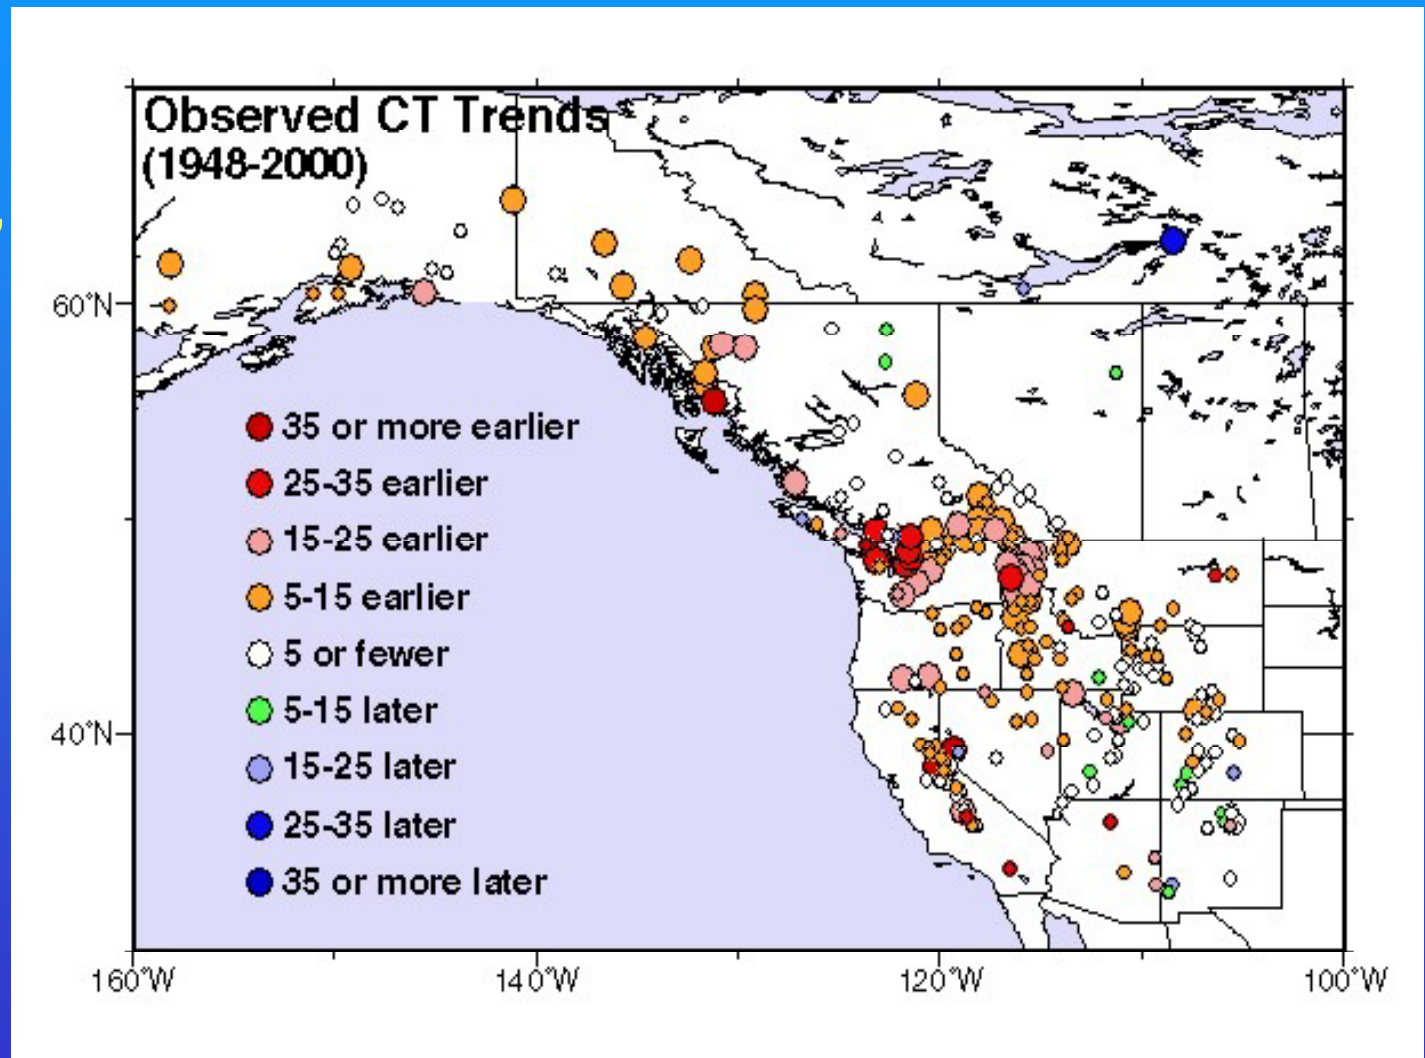 Observed CT Trends
(1948-2000)
60°N
35 or more earlier
25-35 earlier
15-25 earlier
5-15 earlier
5 or fewer
5-15 later
40°N
15-25 later
25-35 later
35 or more later
160°W
140°W
120°W
100°W